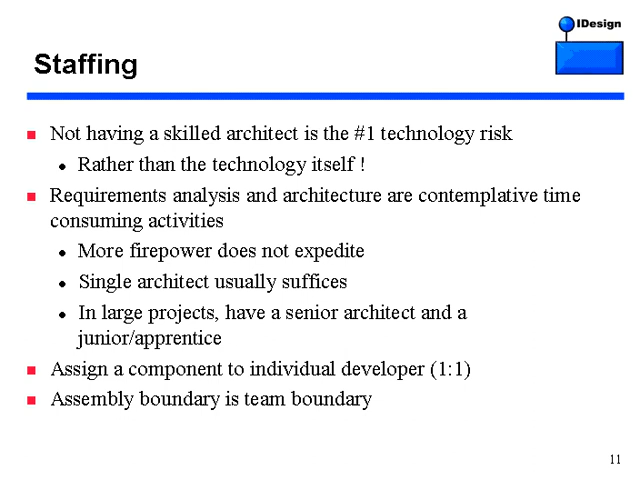 IDesign
Staffing
Not having a skilled architect is the #1 technology risk
Rather than the technology itself !
Requirements analysis and architecture are contemplative time
consuming activities
More firepower does not expedite
Single architect usually suffices
In large projects, have a senior architect and a
junior/apprentice
Assign a component to individual developer (1:1)
Assembly boundary is team boundary
11